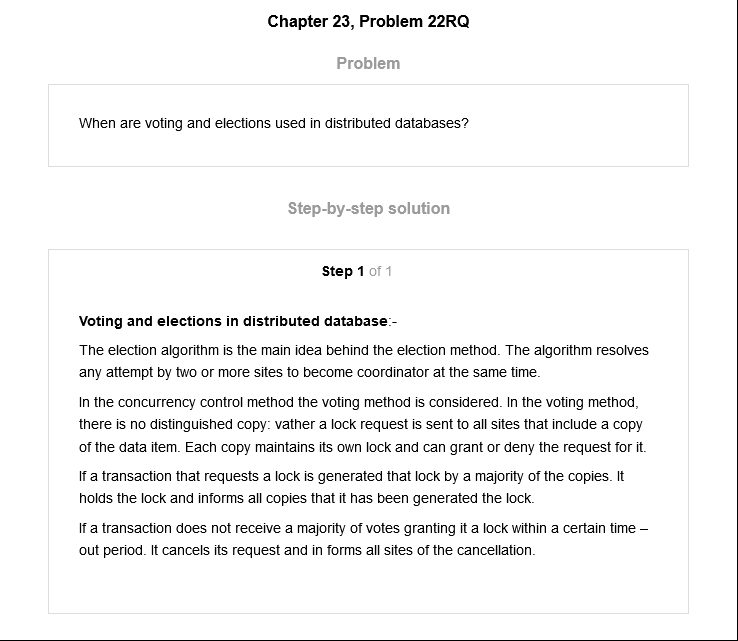 Chapter 23, Problem 22RQ
Problem
When are voting and elections used in distributed databases?
Step-by-step solution
Step 1 of 1
Voting and elections in distributed database:-
The election algorithm is the main idea behind the election method. The algorithm resolves
any attempt by two or more sites to become coordinator at the same time.
In the concurrency control method the voting method is considered. In the voting method,
there is no distinguished copy: vather a lock request is sent to all sites that include a copy
of the data item. Each copy maintains its own lock and can grant or deny the request for it.
If a transaction that requests a lock is generated that lock by a majority of the copies. It
holds the lock and informs all copies that it has been generated the lock.
If a transaction does not receive a majority of votes granting it a lock within a certain time –
out period. It cancels its request and in forms all sites of the cancellation.